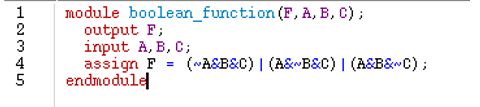 1 module boolean_function(F,A,B,C);
2 output F;
3 input A,B,C;
4 assign F = (~A&B&C)|(A&~B&C)|(A&B&~C);
5 endmodule